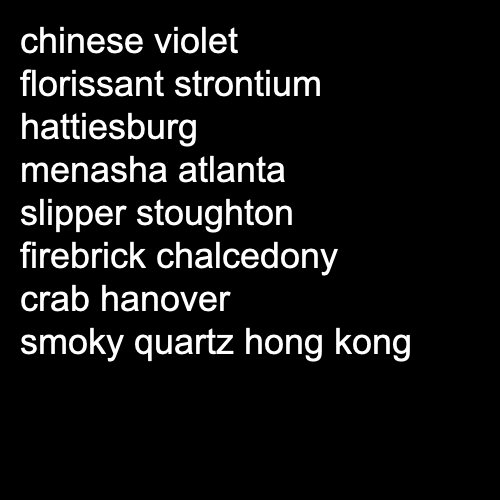 chinese violet
florissant strontium
hattiesburg
menasha atlanta
slipper stoughton
firebrick chalcedony
crab hanover
smoky quartz hong kong